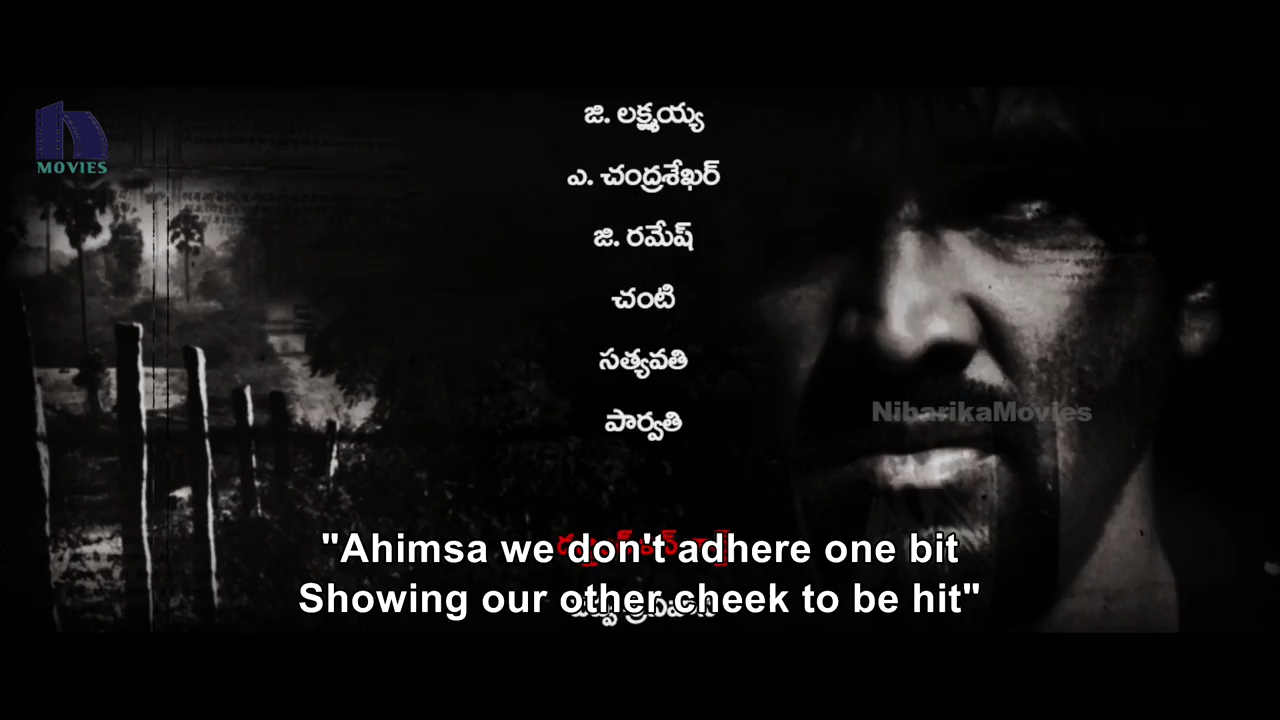 MOVIES
జి. లక్ష్మయ్య
ఎ. చంద్రశేఖర్
జి. రమేష్
చంటి
సత్యవతి
పార్వతి
NibarikaMovies
"Ahimsa we don't adhere one bit
Showing our other cheek to be hit"